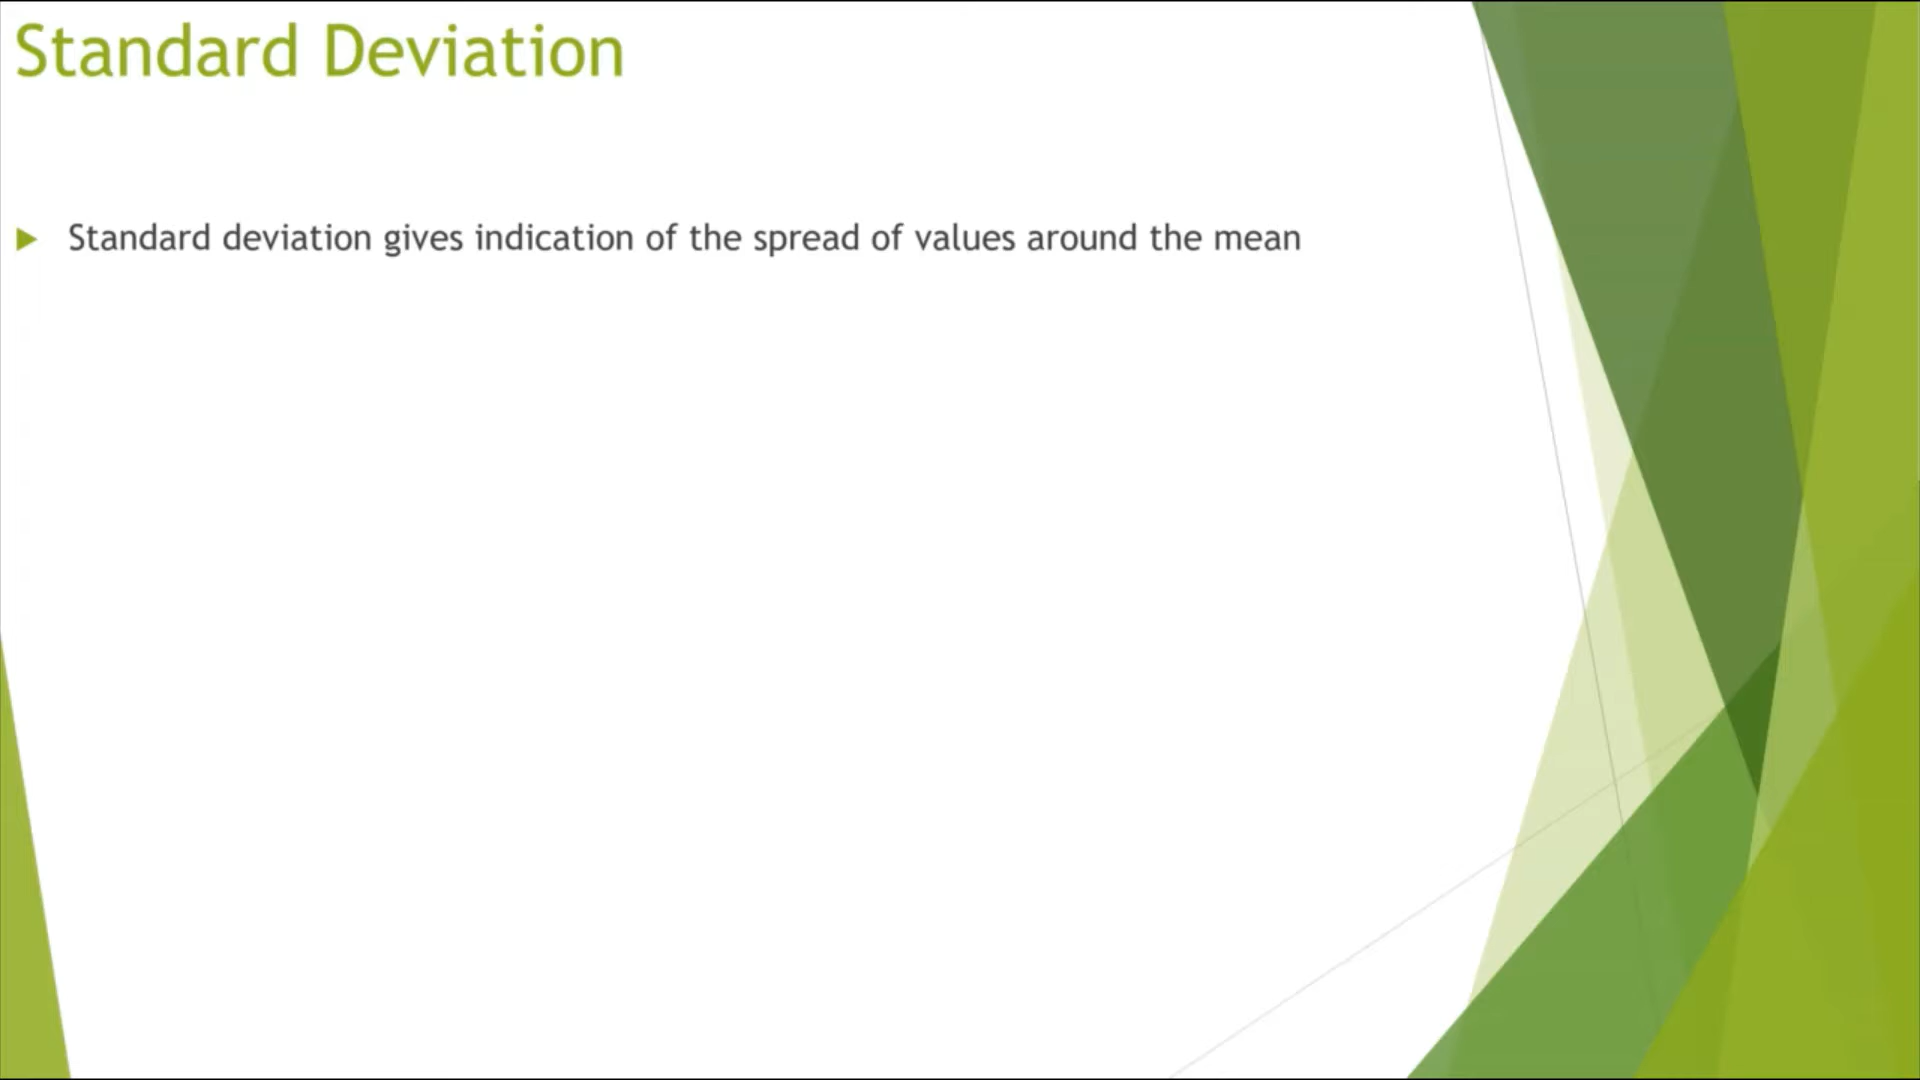 Standard Deviation
Standard deviation gives indication of the spread of values around the mean